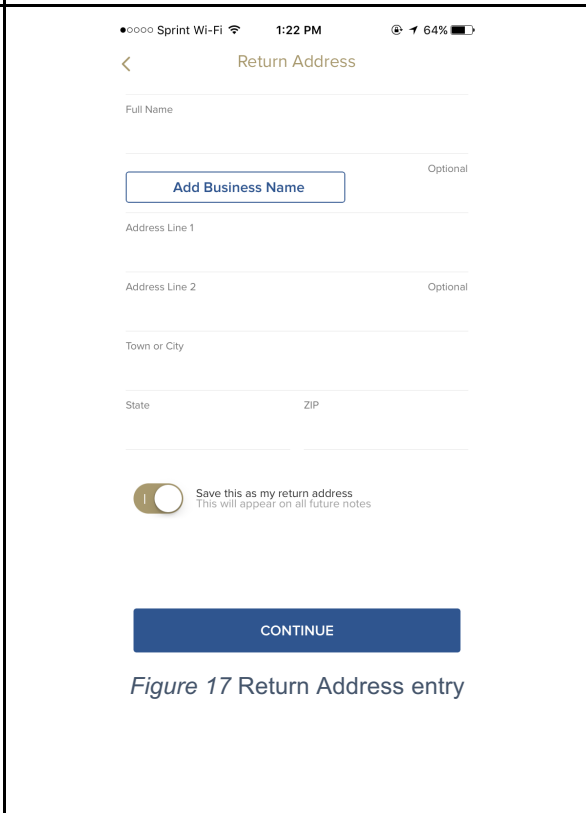 Sprint Wi-Fi 1:22 PM 64%
Return Address
Full Name
Optional
Add Business Name
Address Line 1
Address Line 2 Optional
Town or City
State ZIP
Save this as my return address
This will appear on all future notes
CONTINUE
Figure 17 Return Address entry